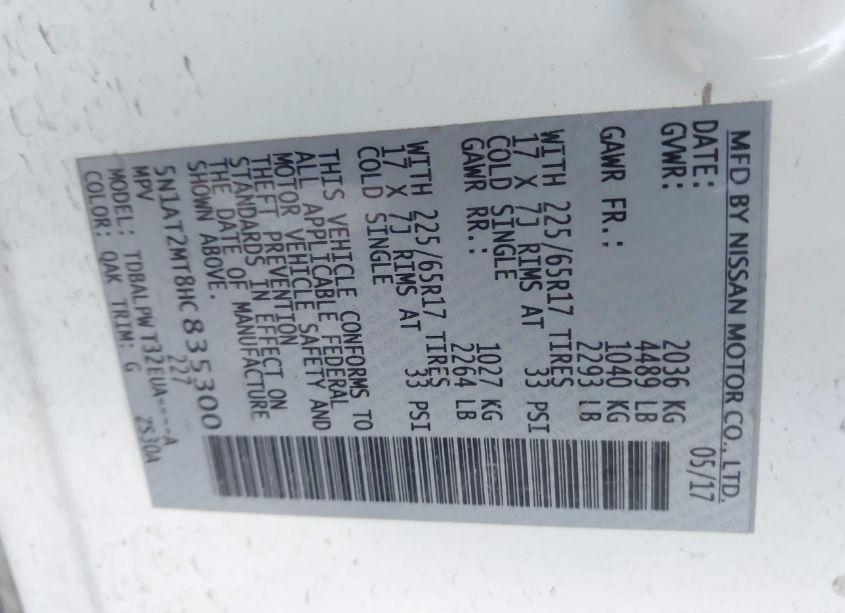 MFD BY NISSAN MOTOR CO., LTD.
DATE: 05/17
GVWR: 2036 KG
4489 LB
GAWR FR.: 1040 KG
2293 LB
WITH 225/65R17 TIRES
17 X 7J RIMS AT 33 PSI
COLD SINGLE
GAWR RR.: 1027 KG
2264 LB
WITH 225/65R17 TIRES
17 X 7J RIMS AT 33 PSI
COLD SINGLE
THIS VEHICLE CONFORMS TO
ALL APPLICABLE FEDERAL
MOTOR VEHICLE SAFETY AND
THEFT PREVENTION
STANDARDS IN EFFECT ON
THE DATE OF MANUFACTURE
SHOWN ABOVE.
5N1AT2MT8HC835300
MPV 227
MODEL: TDBALPWT32EUA----A
COLOR: QAK TRIM: G ZS30A